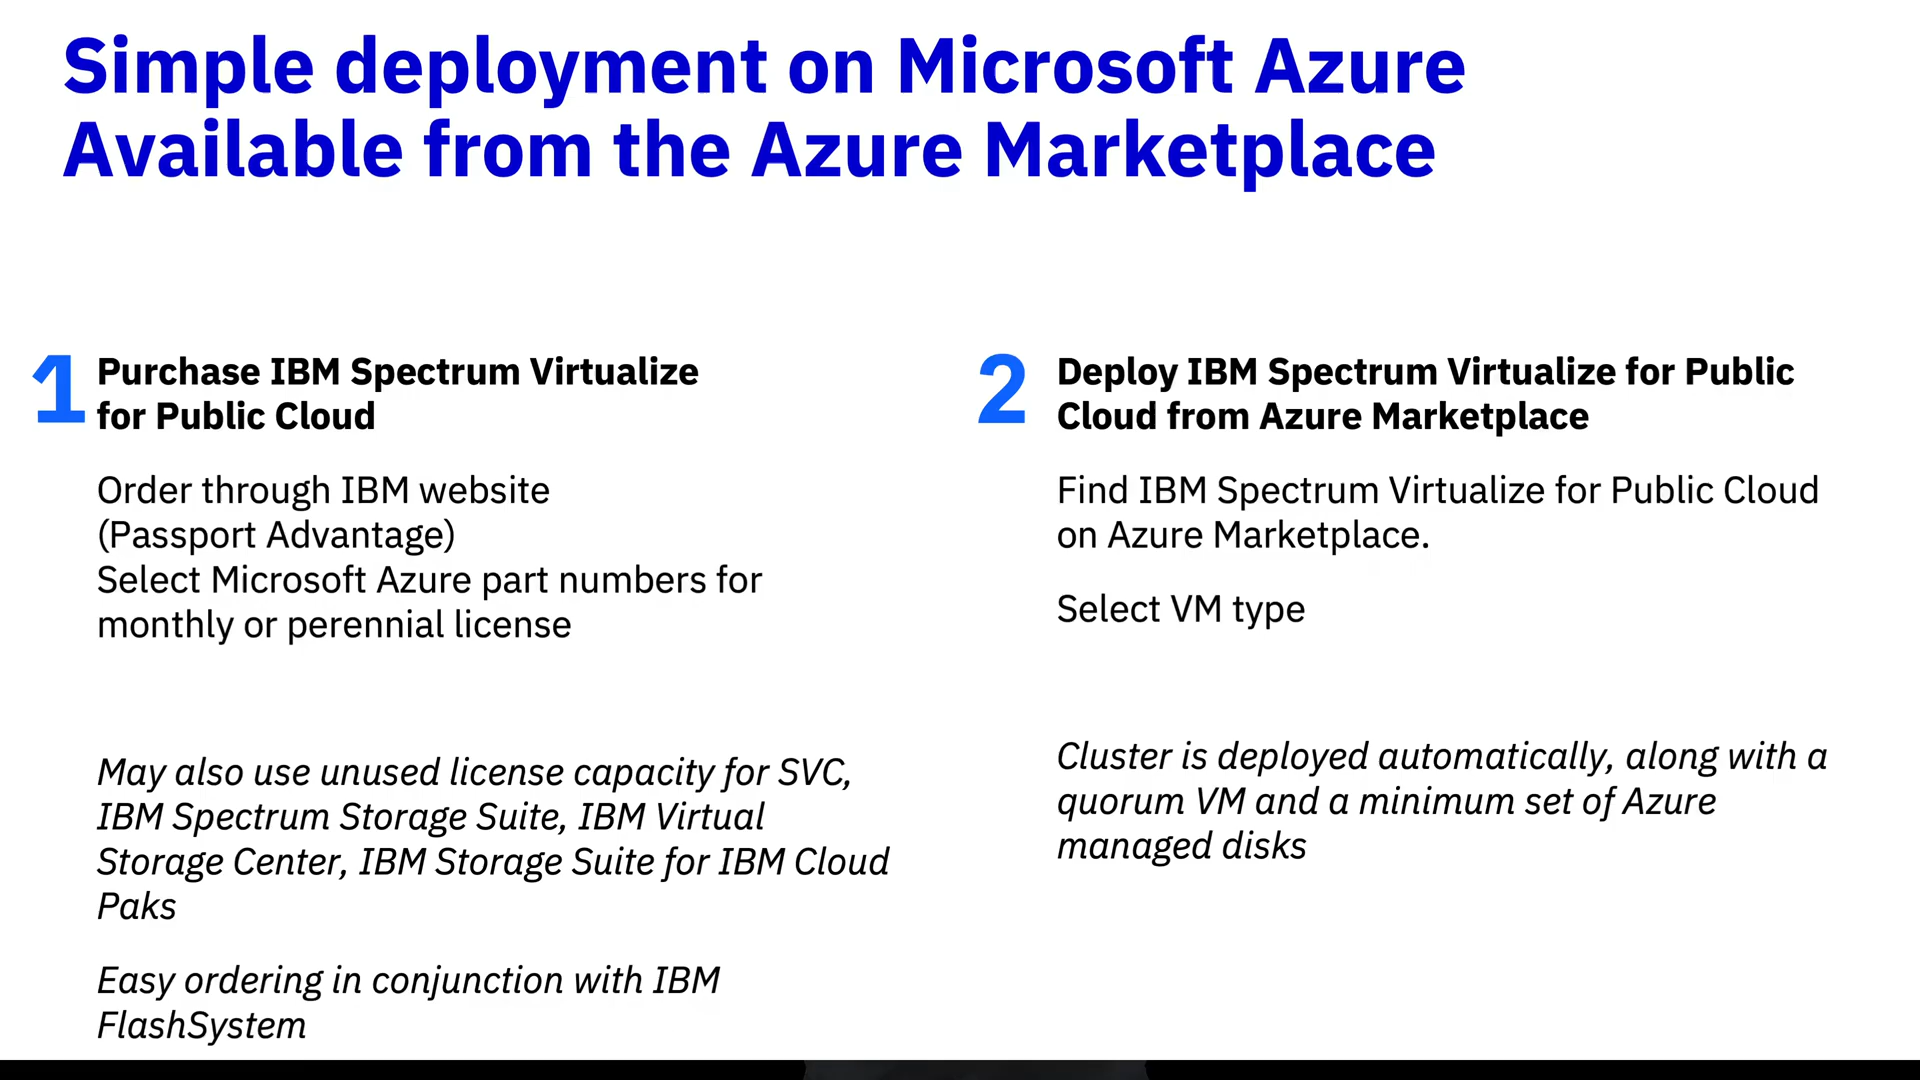 Simple deployment on Microsoft Azure
Available from the Azure Marketplace
1
Purchase IBM Spectrum Virtualize
for Public Cloud
Order through IBM website
(Passport Advantage)
Select Microsoft Azure part numbers for
monthly or perennial license
May also use unused license capacity for SVC,
IBM Spectrum Storage Suite, IBM Virtual
Storage Center, IBM Storage Suite for IBM Cloud
Paks
Easy ordering in conjunction with IBM
FlashSystem
2
Deploy IBM Spectrum Virtualize for Public
Cloud from Azure Marketplace
Find IBM Spectrum Virtualize for Public Cloud
on Azure Marketplace.
Select VM type
Cluster is deployed automatically, along with a
quorum VM and a minimum set of Azure
managed disks